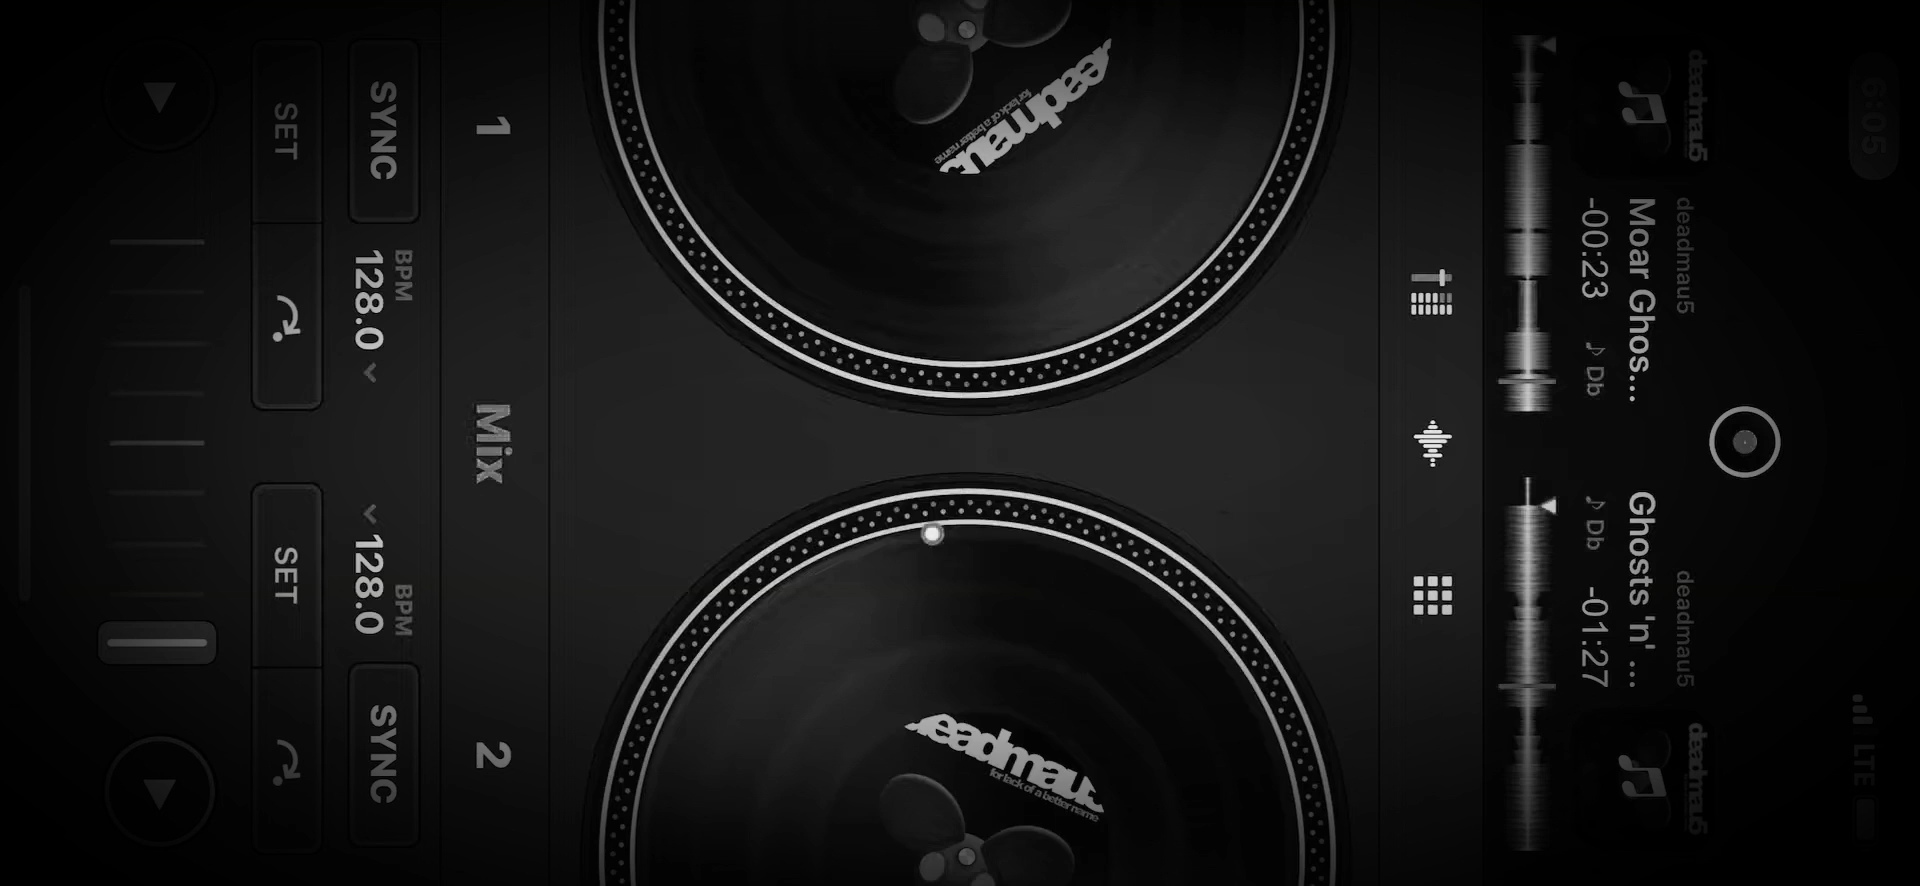 6:05
LTE
deadmau5
deadmau5
deadmau5
deadmau5
Moar Ghos...
Ghosts 'n' ...
-00:23
♪ Db
♪ Db
-01:27
eadmau5
for lack of a better name
eadmau5
for lack of a better name
1
Mix
2
SYNC
BPM
128.0
BPM
128.0
SYNC
SET
SET